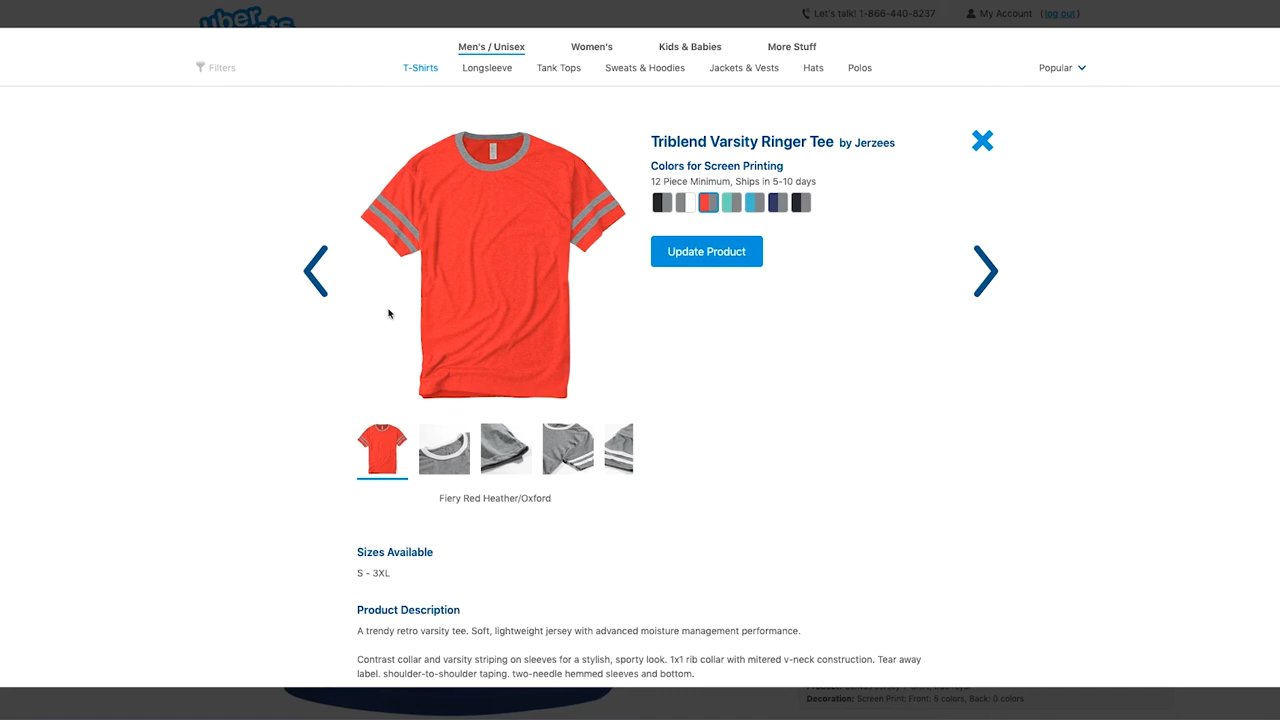 uber
Let's talk! 1-866-440-8237
My Account (log out)
Men's / Unisex Women's Kids & Babies More Stuff
Filters T-Shirts Longsleeve Tank Tops Sweats & Hoodies Jackets & Vests Hats Polos Popular
Triblend Varsity Ringer Tee by Jerzees
Colors for Screen Printing
12 Piece Minimum, Ships in 5-10 days
Update Product
Fiery Red Heather/Oxford
Sizes Available
S - 3XL
Product Description
A trendy retro varsity tee. Soft, lightweight jersey with advanced moisture management performance.
Contrast collar and varsity striping on sleeves for a stylish, sporty look. 1x1 rib collar with mitered v-neck construction. Tear away
label. shoulder-to-shoulder taping. two-needle hemmed sleeves and bottom.
Decoration: Screen Print: Front: 5 colors, Back: 0 colors